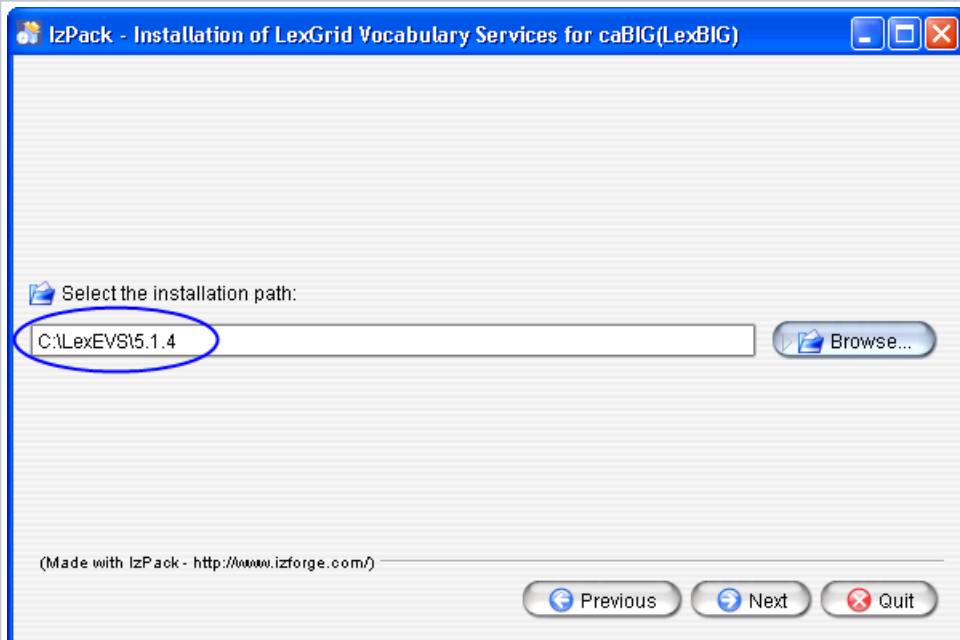 IzPack - Installation of LexGrid Vocabulary Services for caBIG(LexBIG)
Select the installation path:
C:\LexEVS\5.1.4
Browse...
(Made with IzPack - http://www.izforge.com/)
Previous
Next
Quit